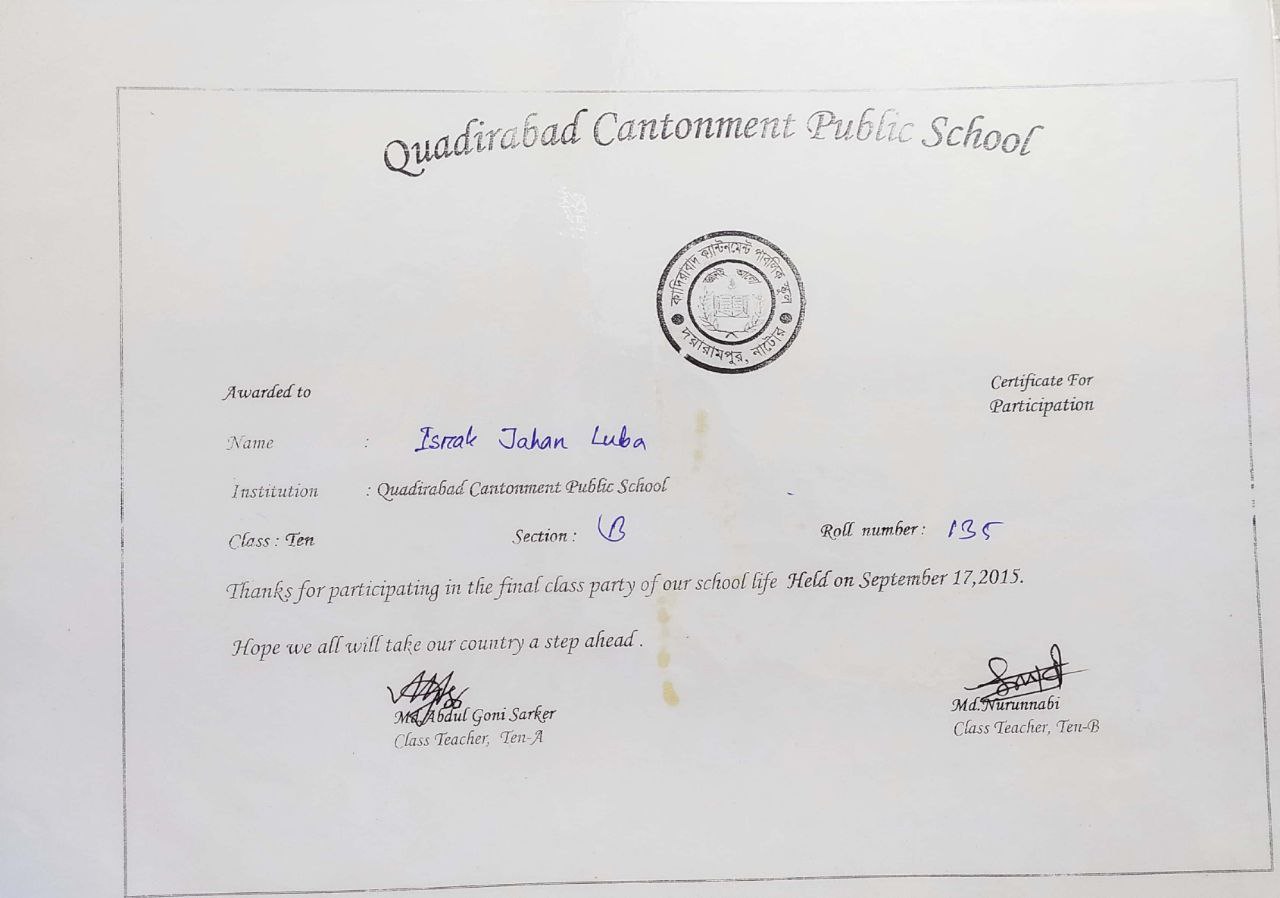 Quadirabad Cantonment Public School
কাদিরাবাদ ক্যান্টনমেন্ট পাবলিক স্কুল
জ্ঞানই আলো
দয়ারামপুর, নাটোর
Awarded to
Certificate For
Participation
Name : Israk Jahan Luba
Institution : Quadirabad Cantonment Public School
Class : Ten Section : B Roll number : 135
Thanks for participating in the final class party of our school life Held on September 17,2015.
Hope we all will take our country a step ahead .
Md. Abdul Goni Sarker
Class Teacher, Ten-A
Md.Nurunnabi
Class Teacher, Ten-B